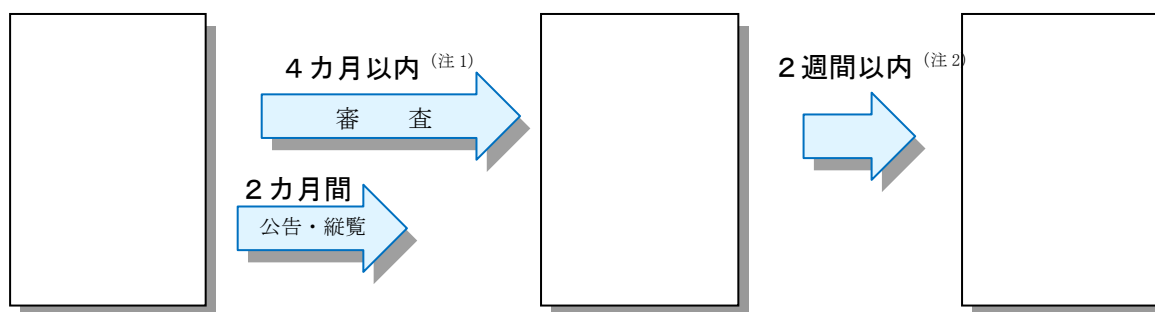 ４カ月以内（注1）
審　　査
２カ月間
公告・縦覧
２週間以内（注2）